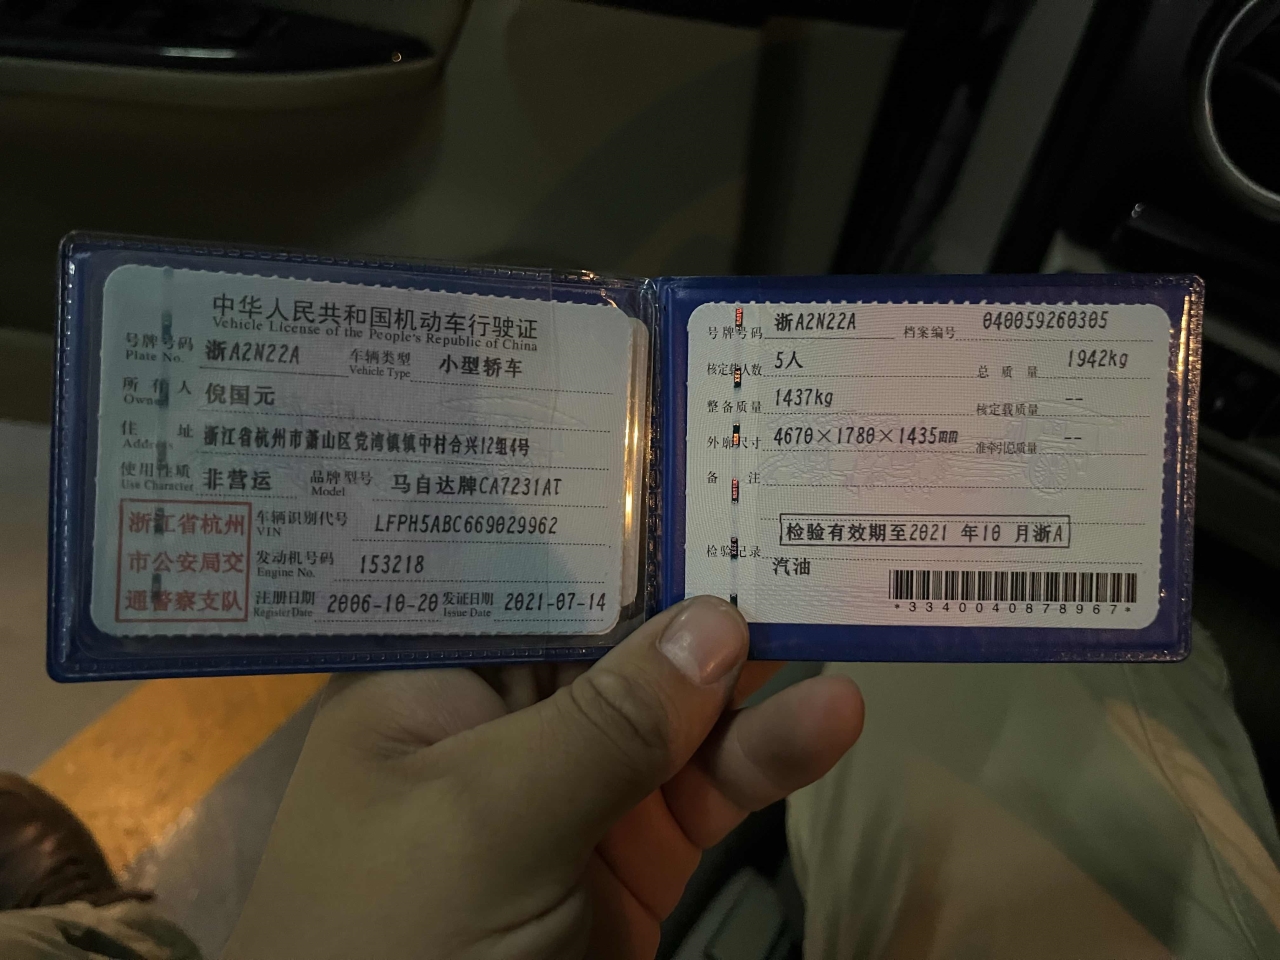 中华人民共和国机动车行驶证
Vehicle License of the People's Republic of China
号牌号码 Plate No. 浙A2N22A 车辆类型 Vehicle Type 小型轿车
所有人 Owner 倪国元
住址 Address 浙江省杭州市萧山区党湾镇镇中村合兴12组4号
使用性质 Use Character 非营运 品牌型号 Model 马自达牌CA7231AT
浙江省杭州市公安局交通警察支队
车辆识别代号 VIN LFPH5ABC669029962
发动机号码 Engine No. 153218
注册日期 Register Date 2006-10-20 发证日期 Issue Date 2021-07-14
号牌号码 浙A2N22A 档案编号 040059260305
核定载人数 5人 总质量 1942kg
整备质量 1437kg 核定载质量 --
外廓尺寸 4670×1780×1435mm 准牵引总质量 --
备注
检验记录 检验有效期至2021 年10 月浙A
汽油
*3340040878967*